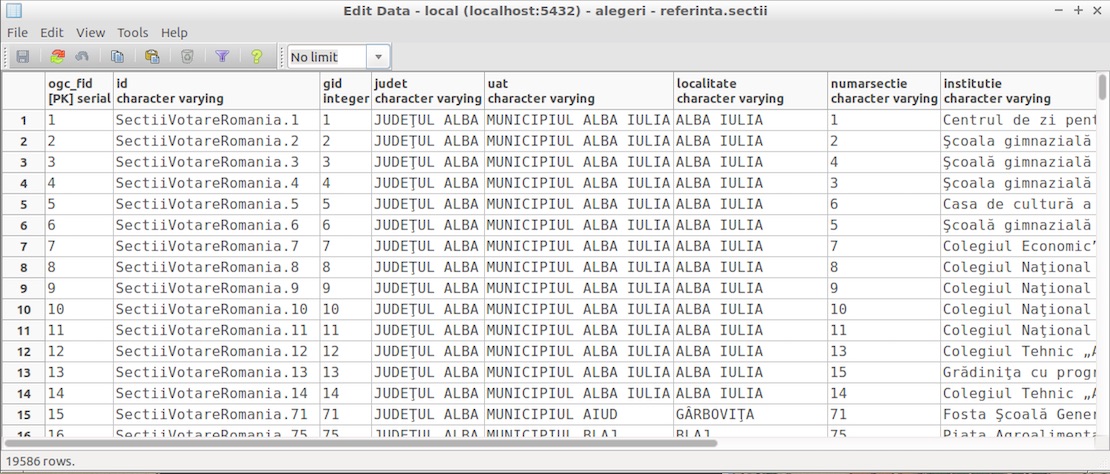 Edit Data - local (localhost:5432) - alegeri - referinta.sectii
File Edit View Tools Help
No limit
ogc_fid id gid judet uat localitate numarsectie institutie
[PK] serial character varying integer character varying character varying character varying character varying character varying
1 1 SectiiVotareRomania.1 1 JUDEŢUL ALBA MUNICIPIUL ALBA IULIA ALBA IULIA 1 Centrul de zi pent
2 2 SectiiVotareRomania.2 2 JUDEŢUL ALBA MUNICIPIUL ALBA IULIA ALBA IULIA 2 Şcoala gimnazială
3 3 SectiiVotareRomania.3 3 JUDEŢUL ALBA MUNICIPIUL ALBA IULIA ALBA IULIA 4 Şcoală gimnazială
4 4 SectiiVotareRomania.4 4 JUDEŢUL ALBA MUNICIPIUL ALBA IULIA ALBA IULIA 3 Şcoala gimnazială
5 5 SectiiVotareRomania.5 5 JUDEŢUL ALBA MUNICIPIUL ALBA IULIA ALBA IULIA 6 Casa de cultură a
6 6 SectiiVotareRomania.6 6 JUDEŢUL ALBA MUNICIPIUL ALBA IULIA ALBA IULIA 5 Şcoală gimnazială
7 7 SectiiVotareRomania.7 7 JUDEŢUL ALBA MUNICIPIUL ALBA IULIA ALBA IULIA 7 Colegiul Economic”
8 8 SectiiVotareRomania.8 8 JUDEŢUL ALBA MUNICIPIUL ALBA IULIA ALBA IULIA 8 Colegiul Naţional
9 9 SectiiVotareRomania.9 9 JUDEŢUL ALBA MUNICIPIUL ALBA IULIA ALBA IULIA 9 Colegiul Naţional
10 10 SectiiVotareRomania.10 10 JUDEŢUL ALBA MUNICIPIUL ALBA IULIA ALBA IULIA 10 Colegiul Naţional
11 11 SectiiVotareRomania.11 11 JUDEŢUL ALBA MUNICIPIUL ALBA IULIA ALBA IULIA 11 Colegiul Naţional
12 12 SectiiVotareRomania.12 12 JUDEŢUL ALBA MUNICIPIUL ALBA IULIA ALBA IULIA 13 Colegiul Tehnic „A
13 13 SectiiVotareRomania.13 13 JUDEŢUL ALBA MUNICIPIUL ALBA IULIA ALBA IULIA 15 Grădiniţa cu progr
14 14 SectiiVotareRomania.14 14 JUDEŢUL ALBA MUNICIPIUL ALBA IULIA ALBA IULIA 14 Colegiul Tehnic „A
15 15 SectiiVotareRomania.71 71 JUDEŢUL ALBA MUNICIPIUL AIUD GÂRBOVIŢA 71 Fosta Şcoală Gener
16 16 SectiiVotareRomania.75 75 JUDEŢUL ALBA MUNICIPIUL BLAJ BLAJ 75 Piaţa Agroalimenta
19586 rows.